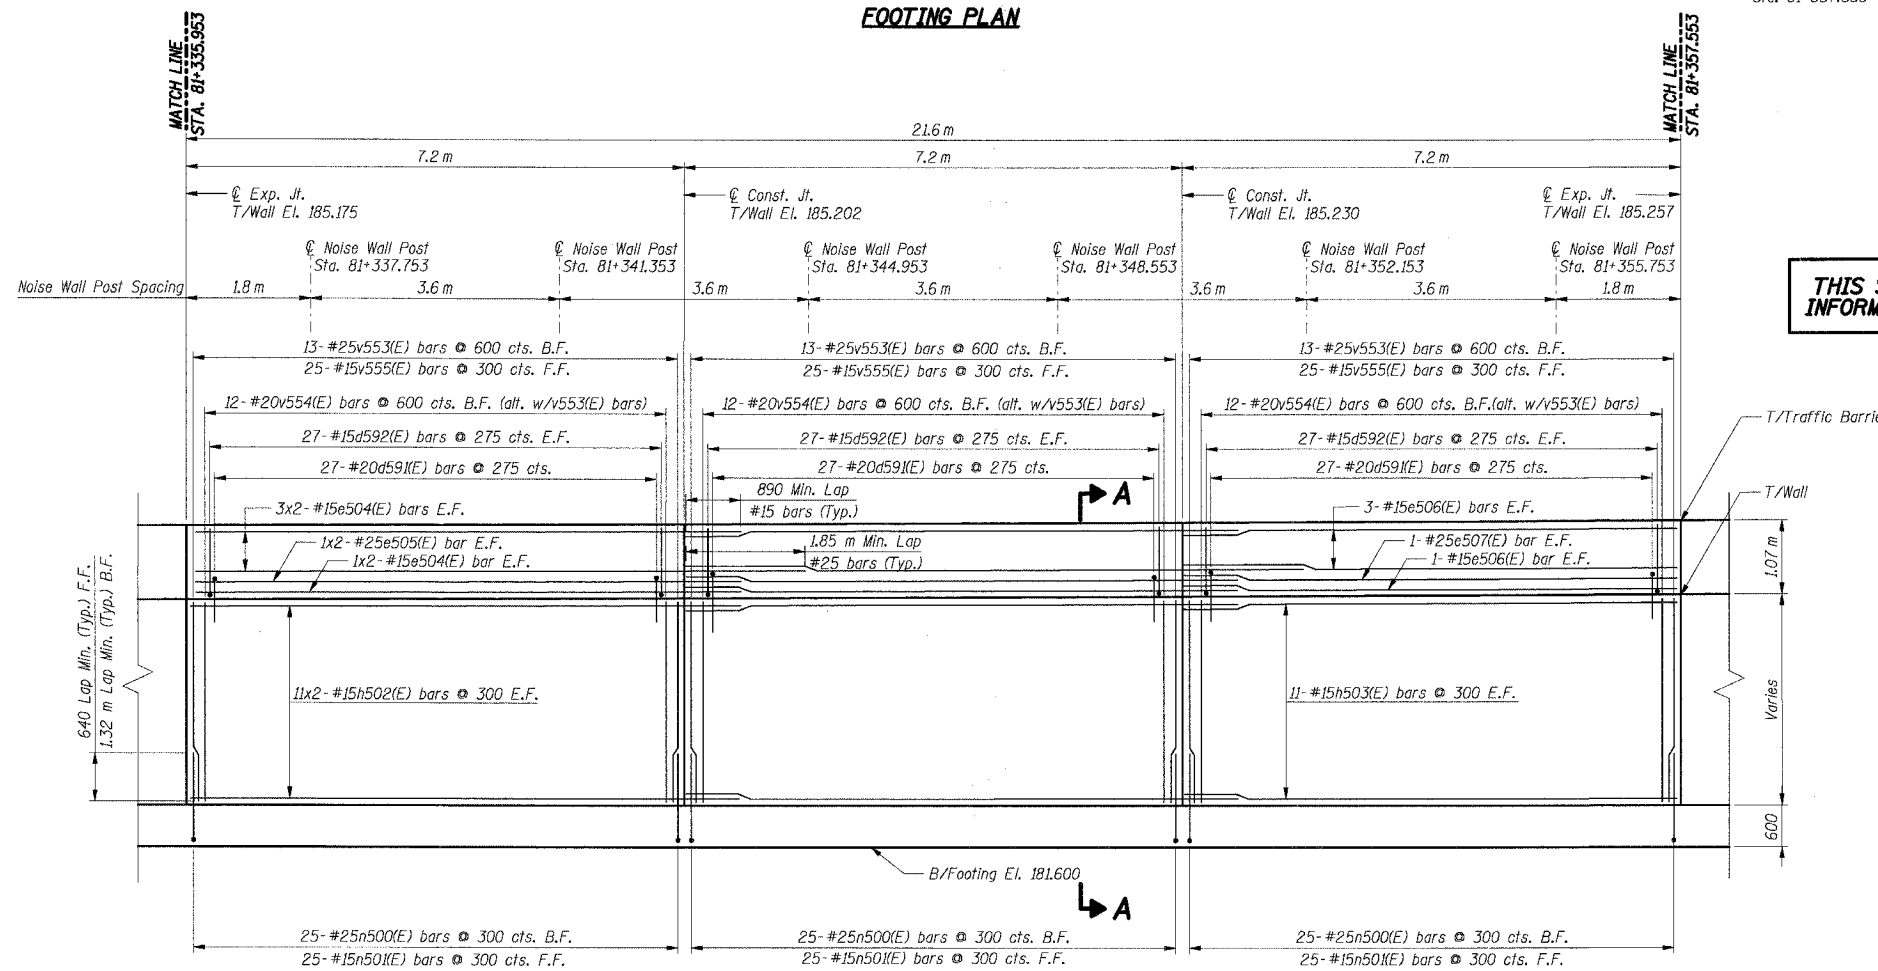 FOOTING PLAN
MATCH LINE
STA. 81+335.953
MATCH LINE
STA. 81+357.553
21.6 m
7.2 m
7.2 m
7.2 m
℄ Exp. Jt.
T/Wall El. 185.175
℄ Const. Jt.
T/Wall El. 185.202
℄ Const. Jt.
T/Wall El. 185.230
℄ Exp. Jt.
T/Wall El. 185.257
℄ Noise Wall Post
Sta. 81+337.753
℄ Noise Wall Post
Sta. 81+341.353
℄ Noise Wall Post
Sta. 81+344.953
℄ Noise Wall Post
Sta. 81+348.553
℄ Noise Wall Post
Sta. 81+352.153
℄ Noise Wall Post
Sta. 81+355.753
Noise Wall Post Spacing
1.8 m
3.6 m
3.6 m
3.6 m
3.6 m
3.6 m
1.8 m
THIS
INFORM
13-#25v553(E) bars @ 600 cts. B.F.
25-#15v555(E) bars @ 300 cts. F.F.
13-#25v553(E) bars @ 600 cts. B.F.
25-#15v555(E) bars @ 300 cts. F.F.
13-#25v553(E) bars @ 600 cts. B.F.
25-#15v555(E) bars @ 300 cts. F.F.
12-#20v554(E) bars @ 600 cts. B.F. (alt. w/v553(E) bars)
12-#20v554(E) bars @ 600 cts. B.F. (alt. w/v553(E) bars)
12-#20v554(E) bars @ 600 cts. B.F.(alt. w/v553(E) bars)
27-#15d592(E) bars @ 275 cts. E.F.
27-#15d592(E) bars @ 275 cts. E.F.
27-#15d592(E) bars @ 275 cts. E.F.
27-#20d591(E) bars @ 275 cts.
27-#20d591(E) bars @ 275 cts.
27-#20d591(E) bars @ 275 cts.
T/Traffic Barrie
T/Wall
3x2-#15e504(E) bars E.F.
1x2-#25e505(E) bar E.F.
1x2-#15e504(E) bar E.F.
890 Min. Lap
#15 bars (Typ.)
1.85 m Min. Lap
#25 bars (Typ.)
A
3-#15e506(E) bars E.F.
1-#25e507(E) bar E.F.
1-#15e506(E) bar E.F.
1.07 m
640 Lap Min. (Typ.) F.F.
1.32 m Lap Min. (Typ.) B.F.
11x2-#15h502(E) bars @ 300 E.F.
11-#15h503(E) bars @ 300 E.F.
Varies
600
B/Footing El. 181.600
A
25-#25n500(E) bars @ 300 cts. B.F.
25-#15n501(E) bars @ 300 cts. F.F.
25-#25n500(E) bars @ 300 cts. B.F.
25-#15n501(E) bars @ 300 cts. F.F.
25-#25n500(E) bars @ 300 cts. B.F.
25-#15n501(E) bars @ 300 cts. F.F.